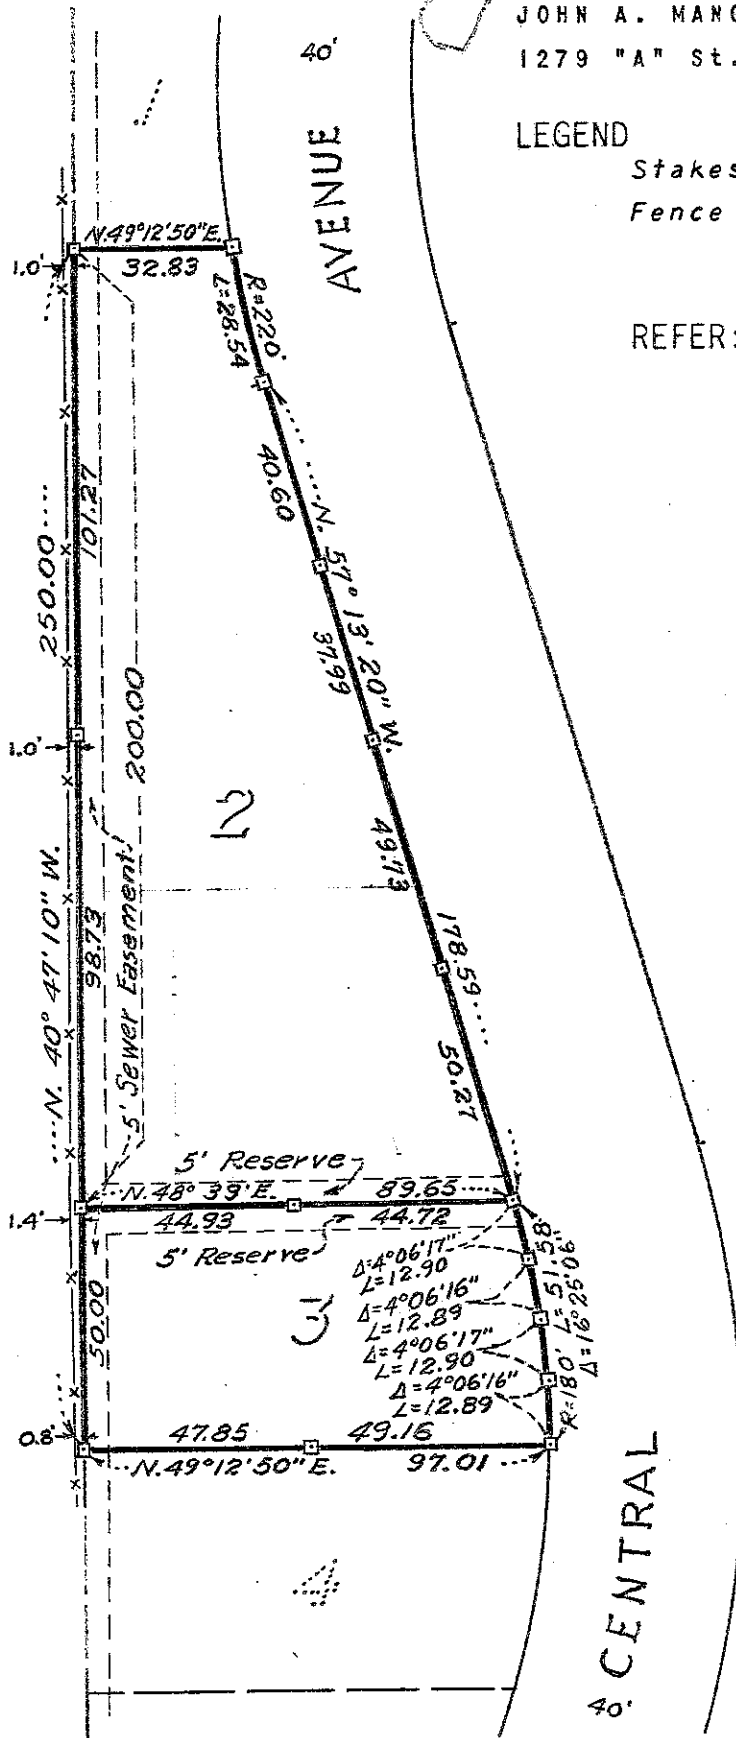 JOHN A. MANC
1279 "A" St.
LEGEND
Stakes
Fence
REFER:
40'
AVENUE
1
N.49°12'50"E.
32.83
1.0'
R=220'
L=28.54
40.60
N. 57° 13' 20" W.
37.99
49.73
178.59
50.27
250.00
101.27
200.00
1.0'
2
N. 40° 47' 10" W.
98.73
5' Sewer Easement
5' Reserve
N.48° 39' E.
89.65
44.93
44.72
1.4'
5' Reserve
3
50.00
Δ=4°06'17"
L=12.90
Δ=4°06'16"
L=12.89
Δ=4°06'17"
L=12.90
Δ=4°06'16"
L=12.89
R=180' L=51.58
Δ=16°25'06"
0.8'
47.85
49.16
N.49°12'50"E.
97.01
4
CENTRAL
40'